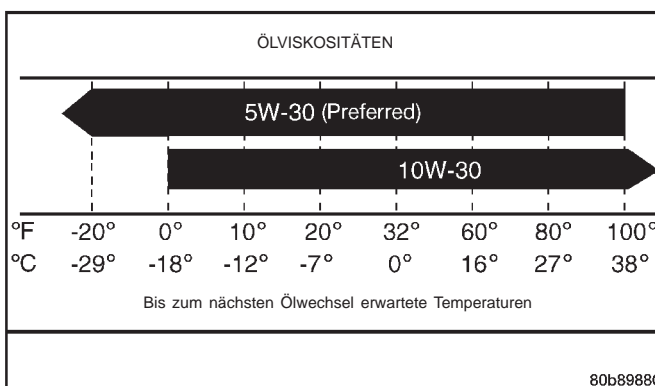 ÖLVISKOSITÄTEN
5W-30 (Preferred)
10W-30
°F -20° 0° 10° 20° 32° 60° 80° 100°
°C -29° -18° -12° -7° 0° 16° 27° 38°
Bis zum nächsten Ölwechsel erwartete Temperaturen